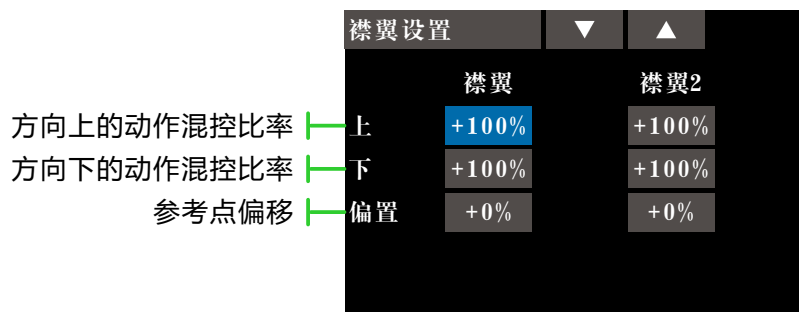 襟翼设置 ▼ ▲
襟翼 襟翼2
方向上的动作混控比率 上 +100% +100%
方向下的动作混控比率 下 +100% +100%
参考点偏移 偏置 +0% +0%